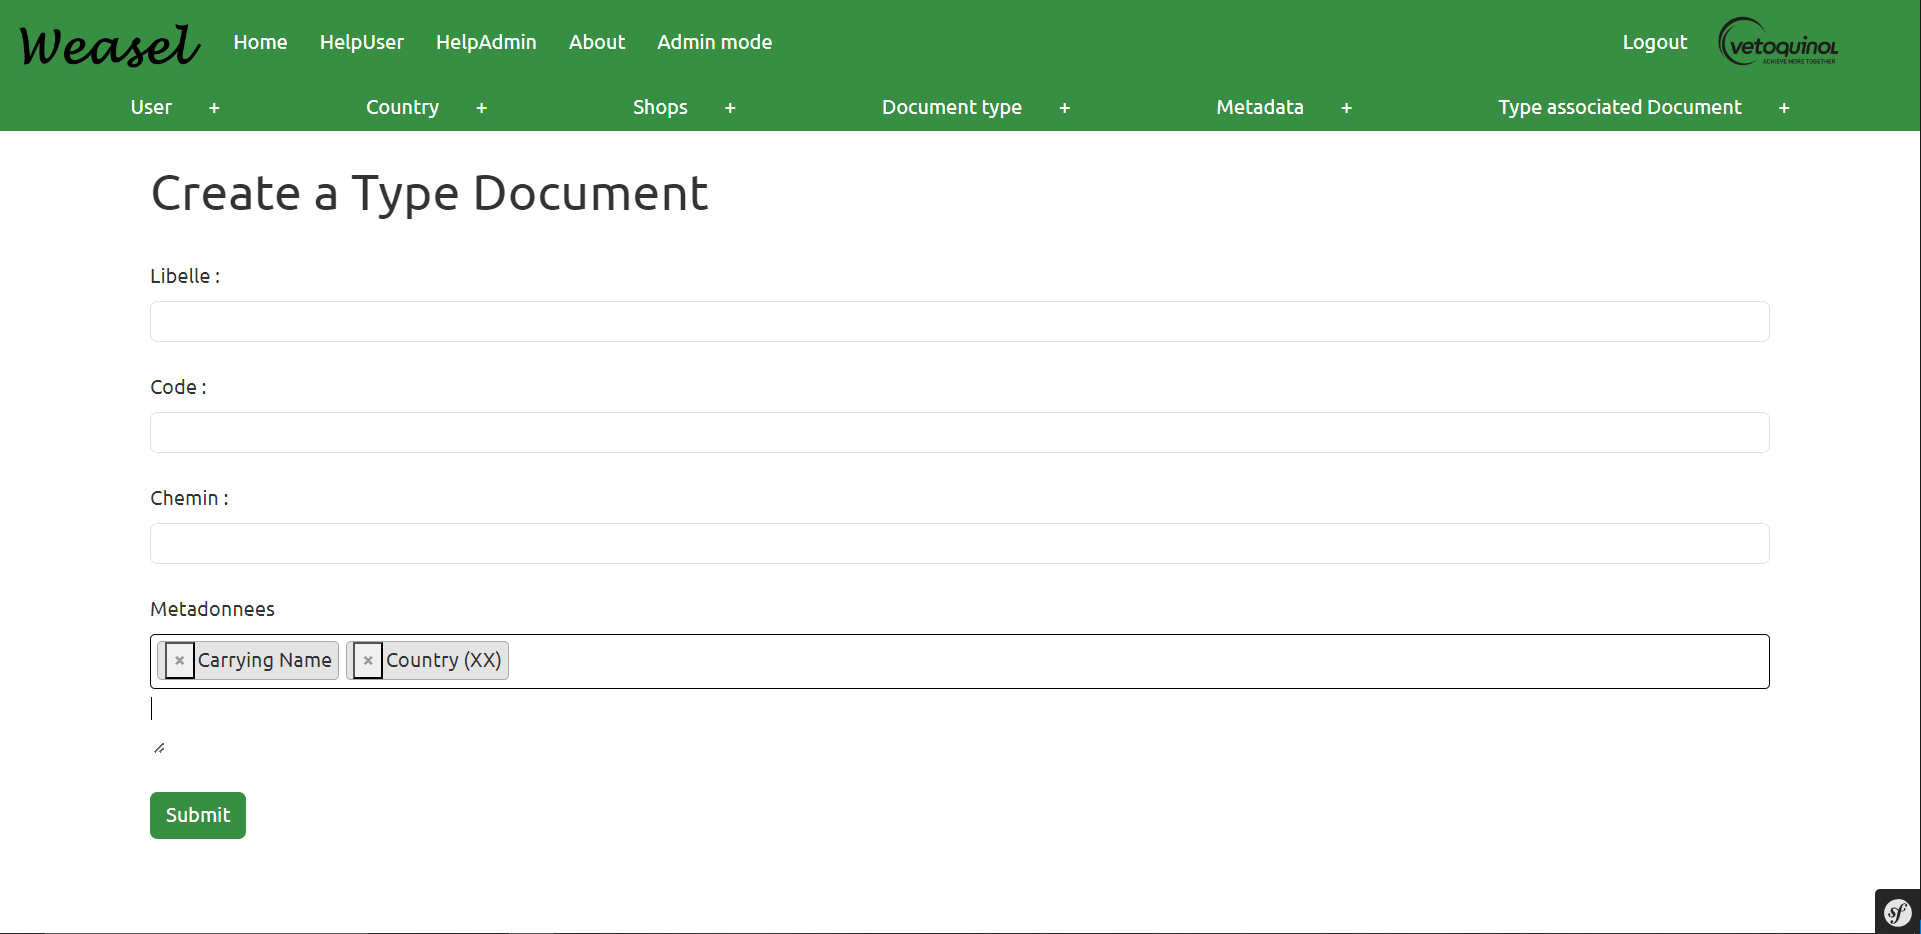 Weasel Home HelpUser HelpAdmin About Admin mode Logout Vetoquinol
ACHIEVE MORE TOGETHER
User + Country + Shops + Document type + Metadata + Type associated Document +
Create a Type Document
Libelle :
Code :
Chemin :
Metadonnees
× Carrying Name × Country (XX)
Submit
sf